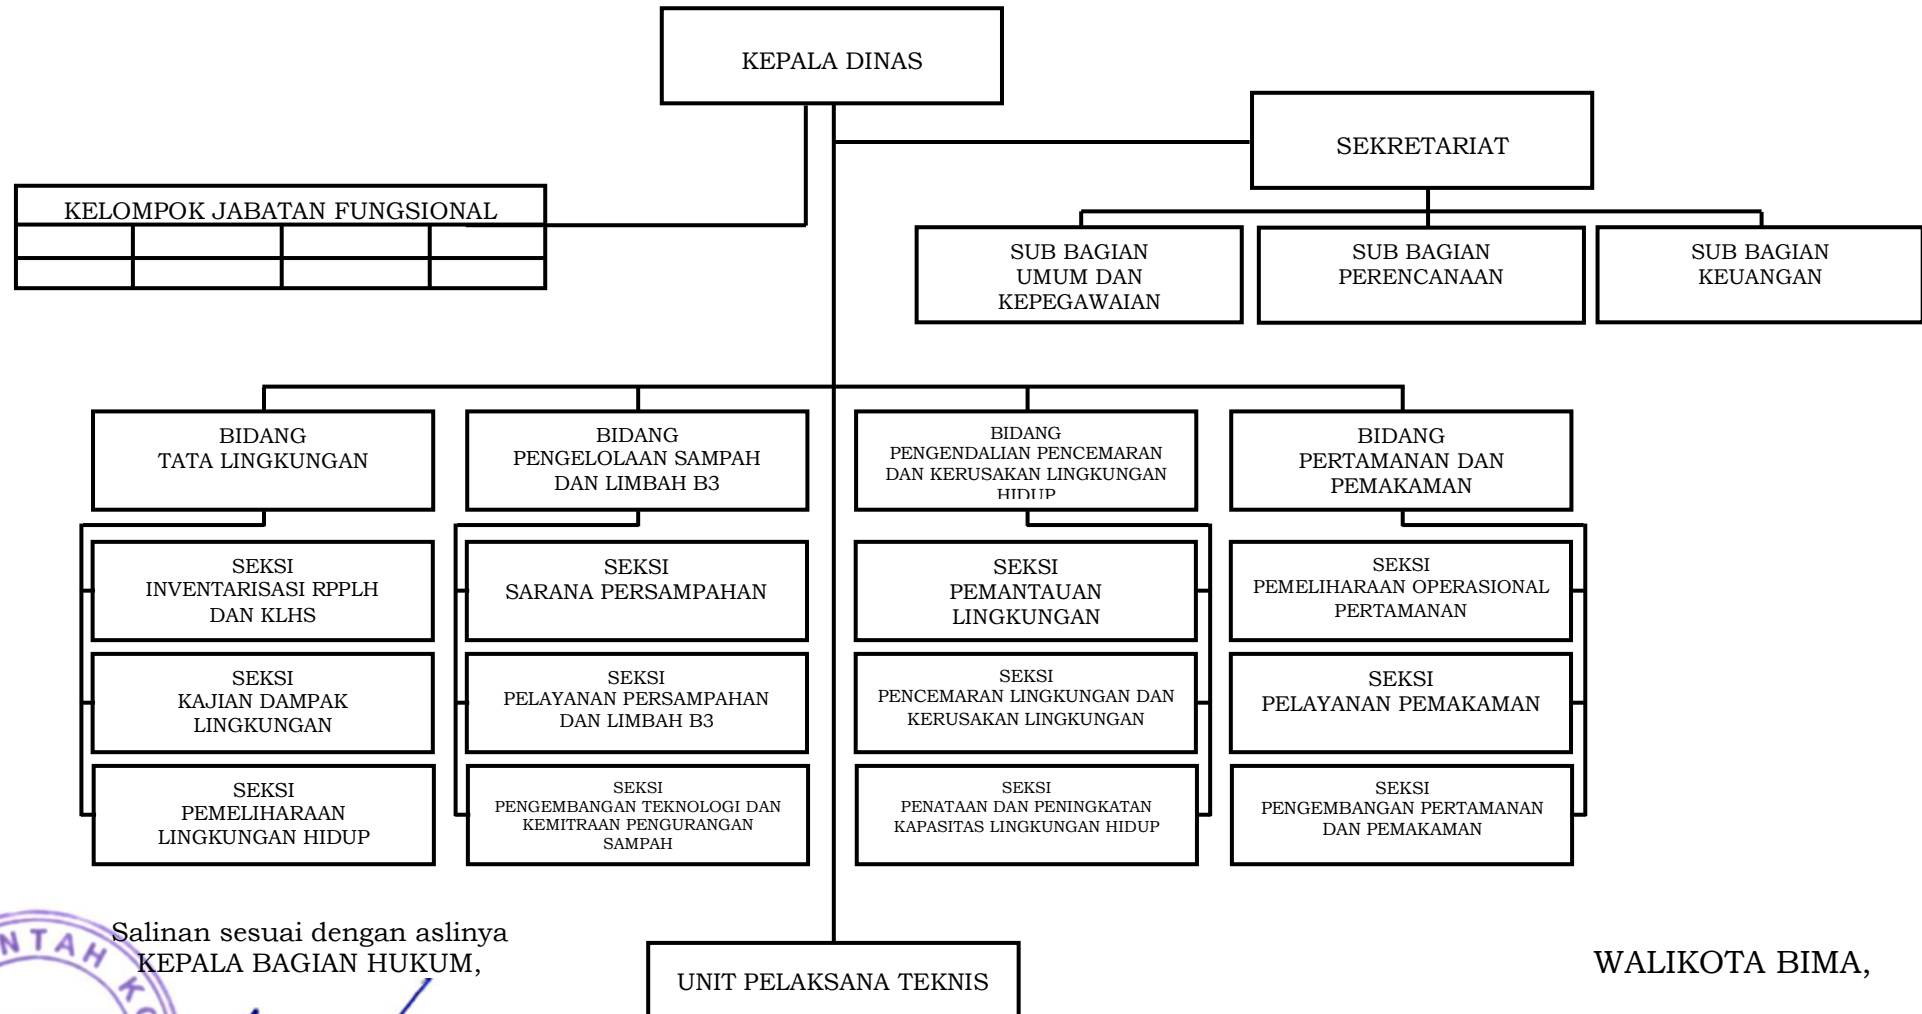 KEPALA DINAS
SEKRETARIAT
KELOMPOK JABATAN FUNGSIONAL
SUB BAGIAN
UMUM DAN
KEPEGAWAIAN
SUB BAGIAN
PERENCANAAN
SUB BAGIAN
KEUANGAN
BIDANG
TATA LINGKUNGAN
BIDANG
PENGELOLAAN SAMPAH
DAN LIMBAH B3
BIDANG
PENGENDALIAN PENCEMARAN
DAN KERUSAKAN LINGKUNGAN
HIDUP
BIDANG
PERTAMANAN DAN
PEMAKAMAN
SEKSI
INVENTARISASI RPPLH
DAN KLHS
SEKSI
SARANA PERSAMPAHAN
SEKSI
PEMANTAUAN
LINGKUNGAN
SEKSI
PEMELIHARAAN OPERASIONAL
PERTAMANAN
SEKSI
KAJIAN DAMPAK
LINGKUNGAN
SEKSI
PELAYANAN PERSAMPAHAN
DAN LIMBAH B3
SEKSI
PENCEMARAN LINGKUNGAN DAN
KERUSAKAN LINGKUNGAN
SEKSI
PELAYANAN PEMAKAMAN
SEKSI
PEMELIHARAAN
LINGKUNGAN HIDUP
SEKSI
PENGEMBANGAN TEKNOLOGI DAN
KEMITRAAN PENGURANGAN
SAMPAH
SEKSI
PENATAAN DAN PENINGKATAN
KAPASITAS LINGKUNGAN HIDUP
SEKSI
PENGEMBANGAN PERTAMANAN
DAN PEMAKAMAN
Salinan sesuai dengan aslinya
KEPALA BAGIAN HUKUM,
UNIT PELAKSANA TEKNIS
WALIKOTA BIMA,